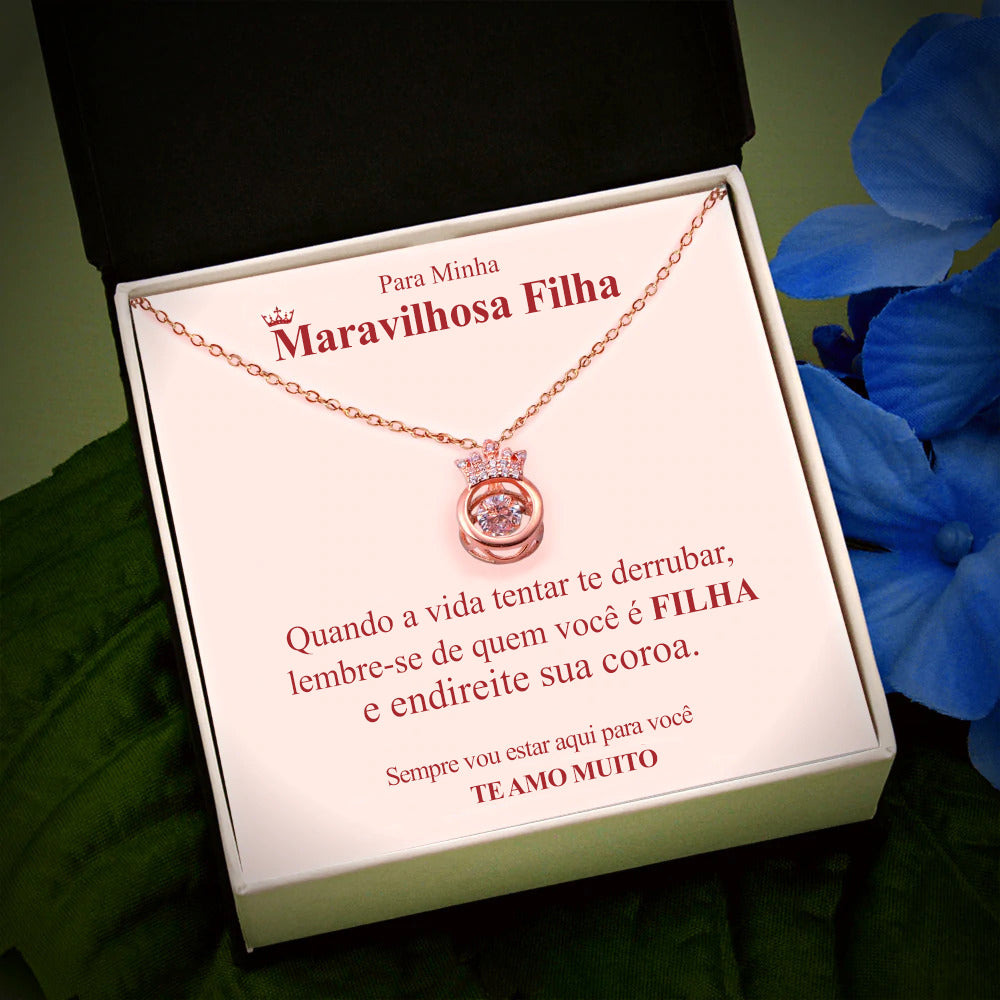 Para Minha
Maravilhosa Filha
Quando a vida tentar te derrubar,
lembre-se de quem você é FILHA
e endireite sua coroa.
Sempre vou estar aqui para você
TE AMO MUITO